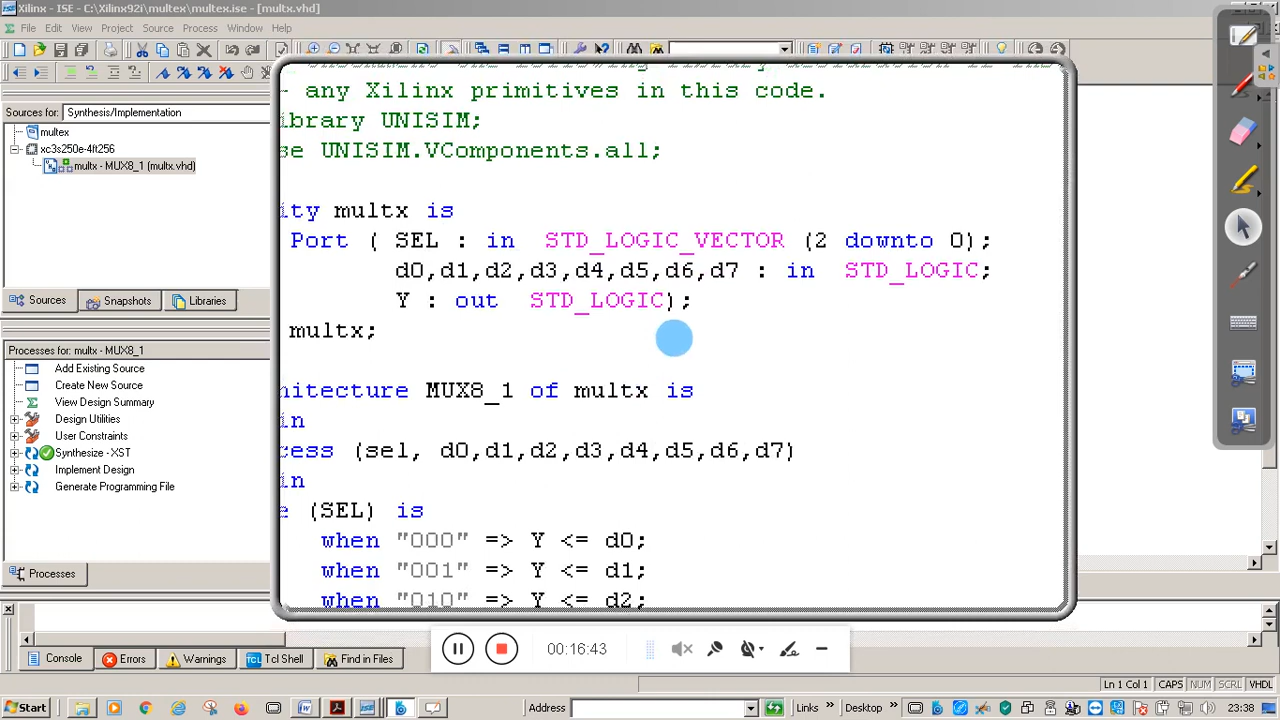 Xilinx - ISE - C:\Xilinx92i\multex\multex.ise - [multx.vhd]
File Edit View Project Source Process Window Help
Sources for: Synthesis/Implementation
multex
xc3s250e-4ft256
multx - MUX8_1 (multx.vhd)
Sources Snapshots Libraries
Processes for: multx - MUX8_1
Add Existing Source
Create New Source
View Design Summary
Design Utilities
User Constraints
Synthesize - XST
Implement Design
Generate Programming File
Processes
- any Xilinx primitives in this code.
ibrary UNISIM;
se UNISIM.VComponents.all;
ity multx is
Port ( SEL : in STD_LOGIC_VECTOR (2 downto 0);
d0,d1,d2,d3,d4,d5,d6,d7 : in STD_LOGIC;
Y : out STD_LOGIC);
multx;
hitecture MUX8_1 of multx is
in
cess (sel, d0,d1,d2,d3,d4,d5,d6,d7)
in
e (SEL) is
when "000" => Y <= d0;
when "001" => Y <= d1;
when "010" => Y <= d2;
00:16:43
Console Errors Warnings Tcl Shell Find in Files
Ln 1 Col 1 CAPS NUM SCRL VHDL
Start Address Links » Desktop » 23:38